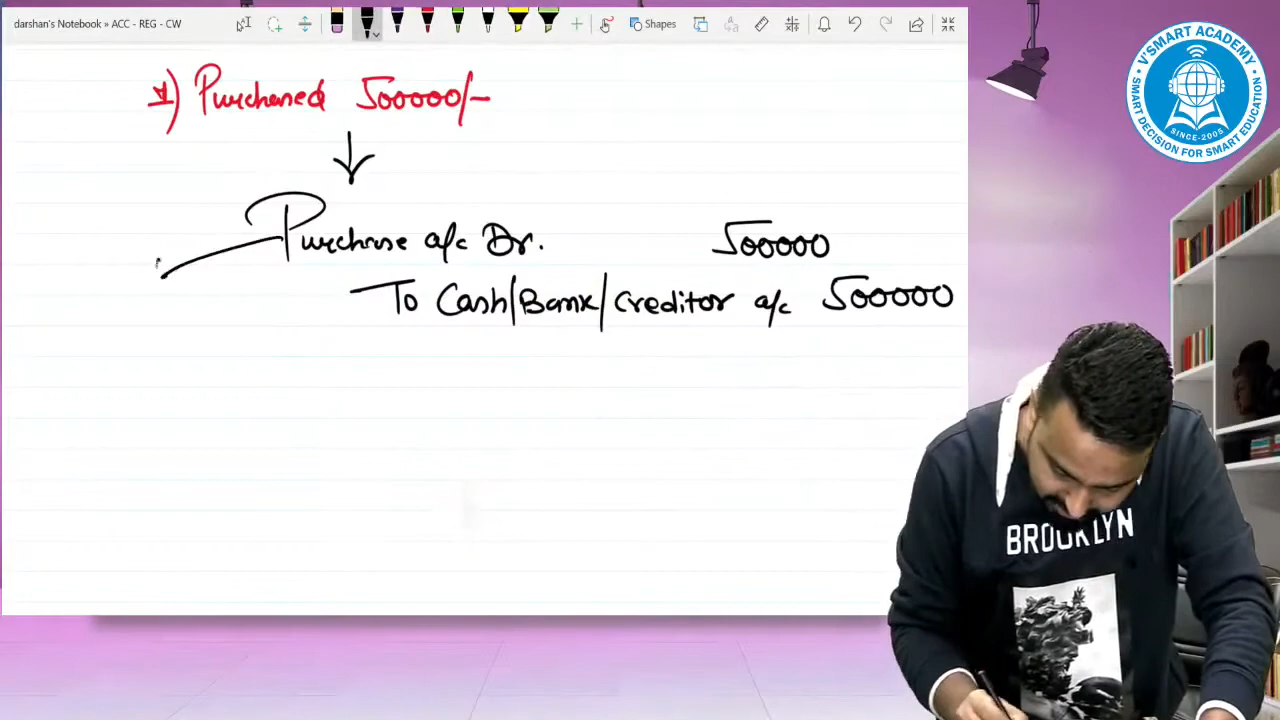 darshan's Notebook » ACC - REG - CW
Shapes
1) Purchased 500000/-
Purchase a/c Dr. 500000
To Cash/Bank/Creditor a/c 500000
V'SMART ACADEMY
SINCE-2005
SMART DECISION FOR SMART EDUCATION
BROOKLYN